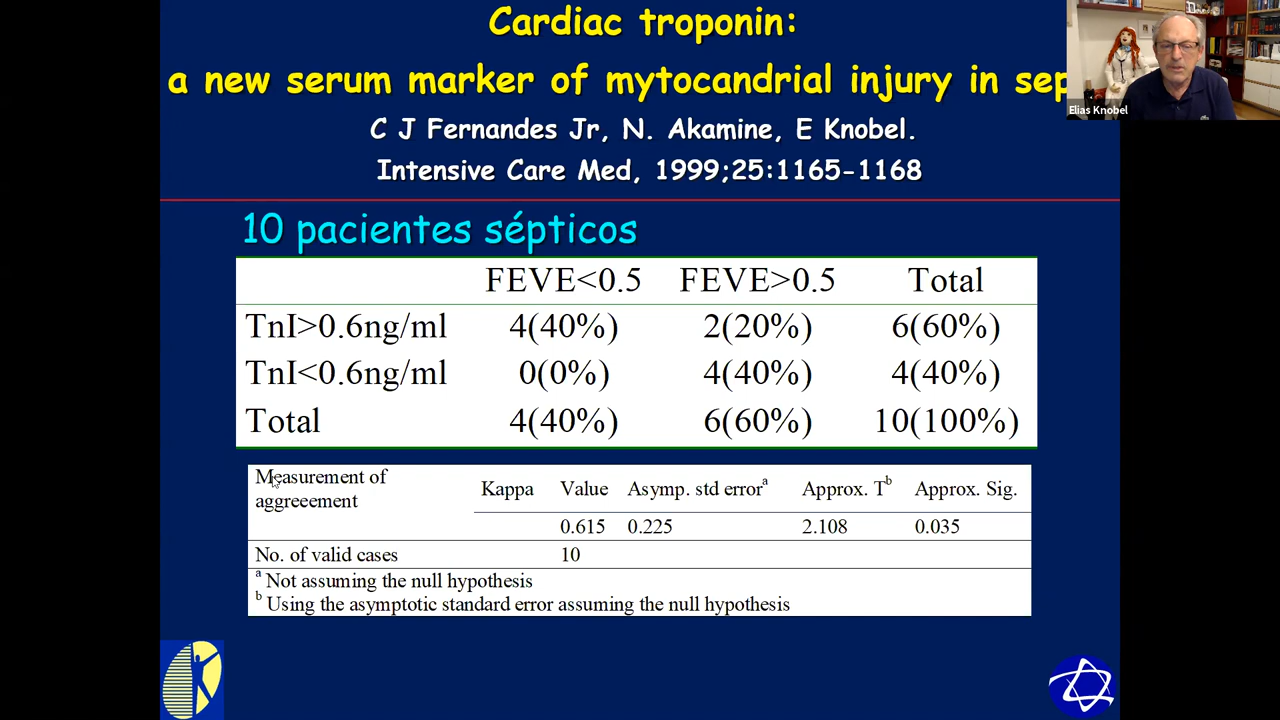 Cardiac troponin:
a new serum marker of mytocandrial injury in sep
Elias Knobel
C J Fernandes Jr, N. Akamine, E Knobel.
Intensive Care Med, 1999;25:1165-1168
10 pacientes sépticos
FEVE<0.5 FEVE>0.5 Total
TnI>0.6ng/ml 4(40%) 2(20%) 6(60%)
TnI<0.6ng/ml 0(0%) 4(40%) 4(40%)
Total 4(40%) 6(60%) 10(100%)
Measurement of
aggreeement
Kappa Value Asymp. std errorᵃ Approx. Tᵇ Approx. Sig.
0.615 0.225 2.108 0.035
No. of valid cases 10
ᵃ Not assuming the null hypothesis
ᵇ Using the asymptotic standard error assuming the null hypothesis